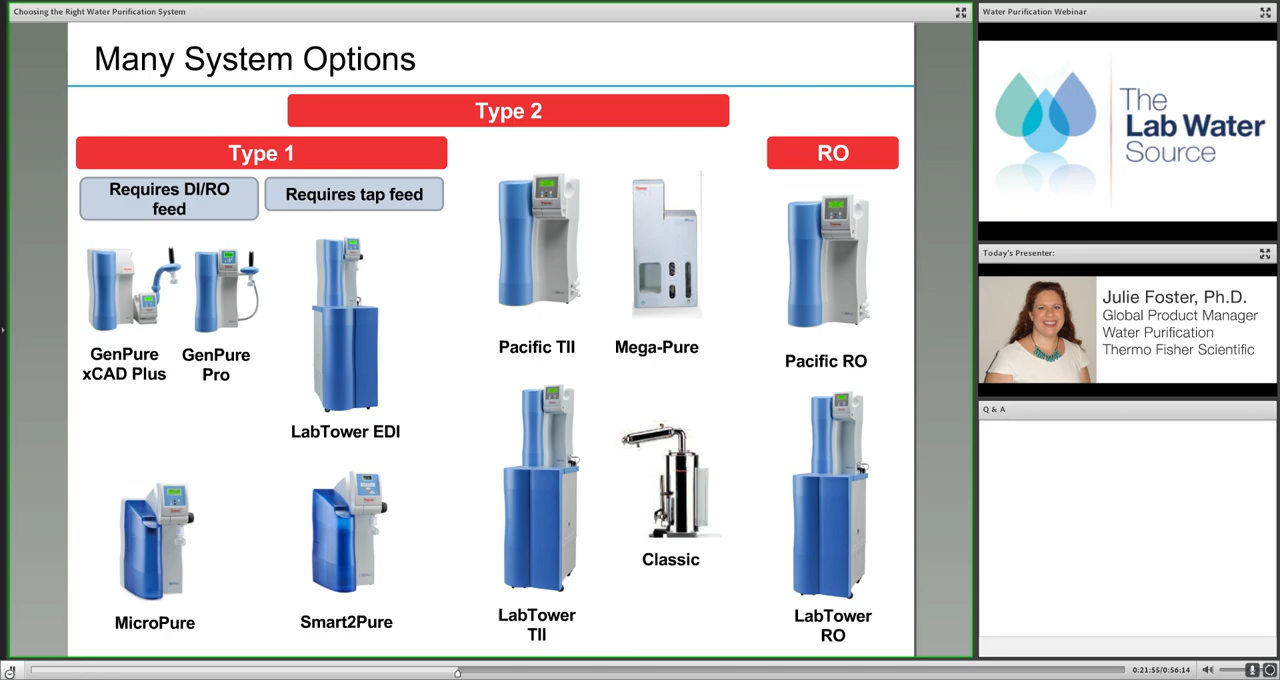 Choosing the Right Water Purification System
Many System Options
Type 2
Type 1
RO
Requires DI/RO
feed
Requires tap feed
GenPure
xCAD Plus
GenPure
Pro
LabTower EDI
Pacific TII
Mega-Pure
Pacific RO
MicroPure
Smart2Pure
LabTower
TII
Classic
LabTower
RO
Water Purification Webinar
The
Lab Water
Source
Today's Presenter:
Julie Foster, Ph.D.
Global Product Manager
Water Purification
Thermo Fisher Scientific
Q & A
0:21:55/0:56:14